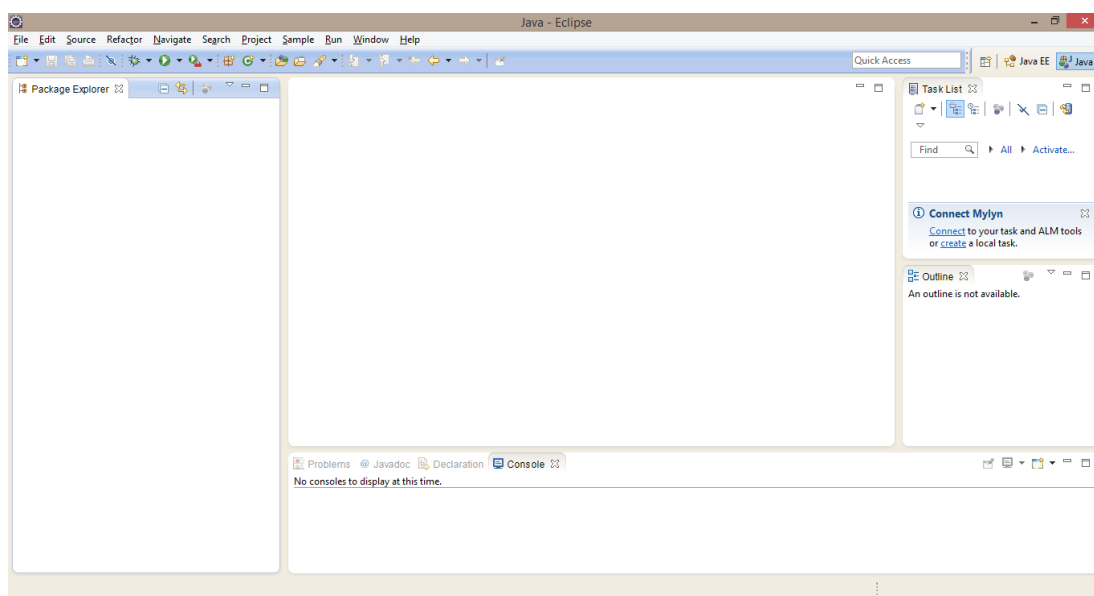 Java - Eclipse
File Edit Source Refactor Navigate Search Project Sample Run Window Help
Quick Access
Java EE
Java
Package Explorer
Task List
Find
All
Activate...
Connect Mylyn
Connect to your task and ALM tools
or create a local task.
Outline
An outline is not available.
Problems @ Javadoc Declaration Console
No consoles to display at this time.